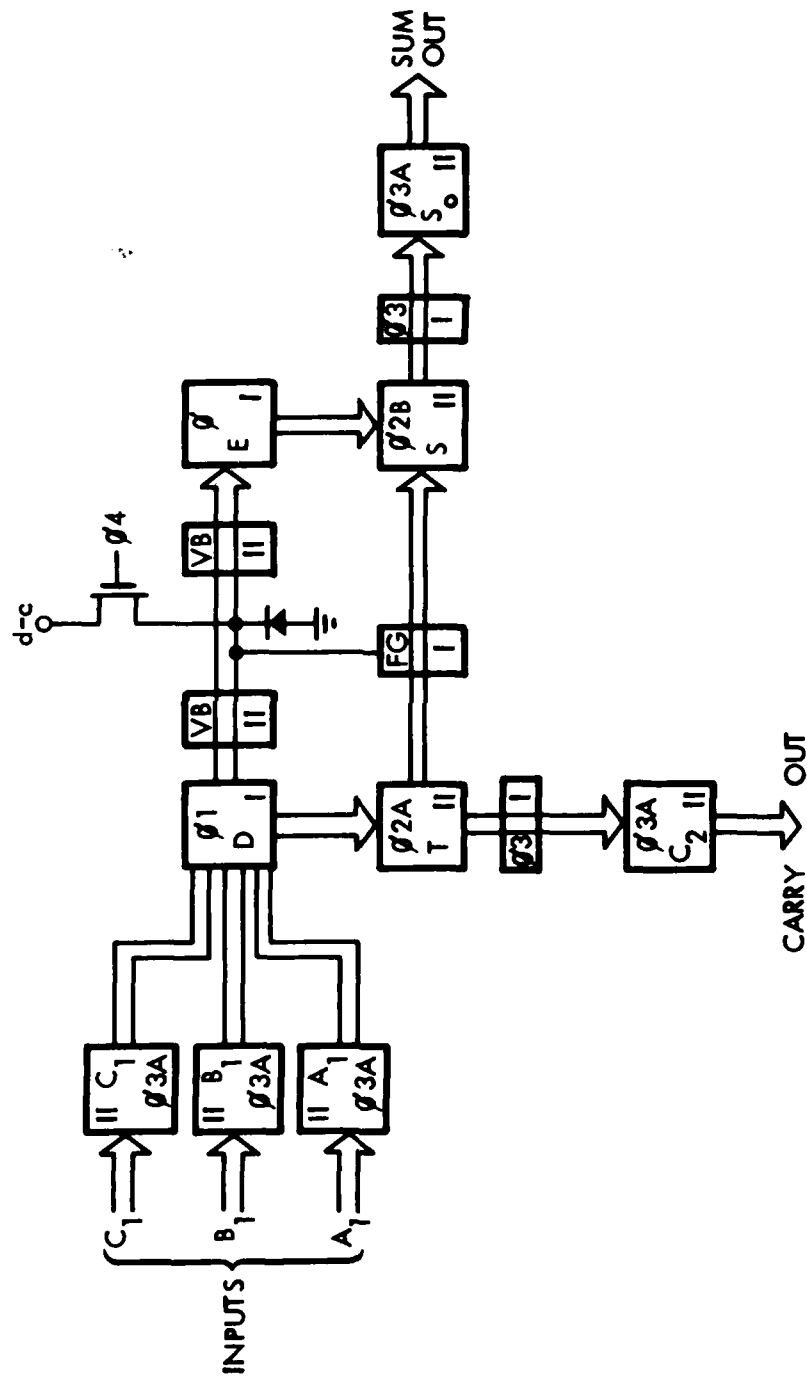 INPUTS
C1
B1
A1
II C1
Ø3A
II B1
Ø3A
II A1
Ø3A
Ø1
D I
VB
II
d-c
Ø4
VB
II
Ø
E I
Ø2A
T II
FG
I
Ø2B
S II
Ø3
I
Ø3A
So II
SUM
OUT
Ø3 I
Ø3A
C2 II
CARRY OUT